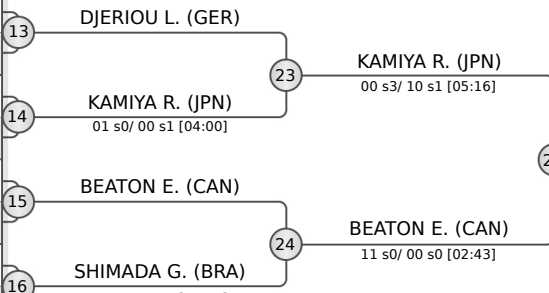 DJERIOU L. (GER)
13
23
KAMIYA R. (JPN)
00 s3/ 10 s1 [05:16]
KAMIYA R. (JPN)
14
01 s0/ 00 s1 [04:00]
BEATON E. (CAN)
15
24
BEATON E. (CAN)
11 s0/ 00 s0 [02:43]
SHIMADA G. (BRA)
16